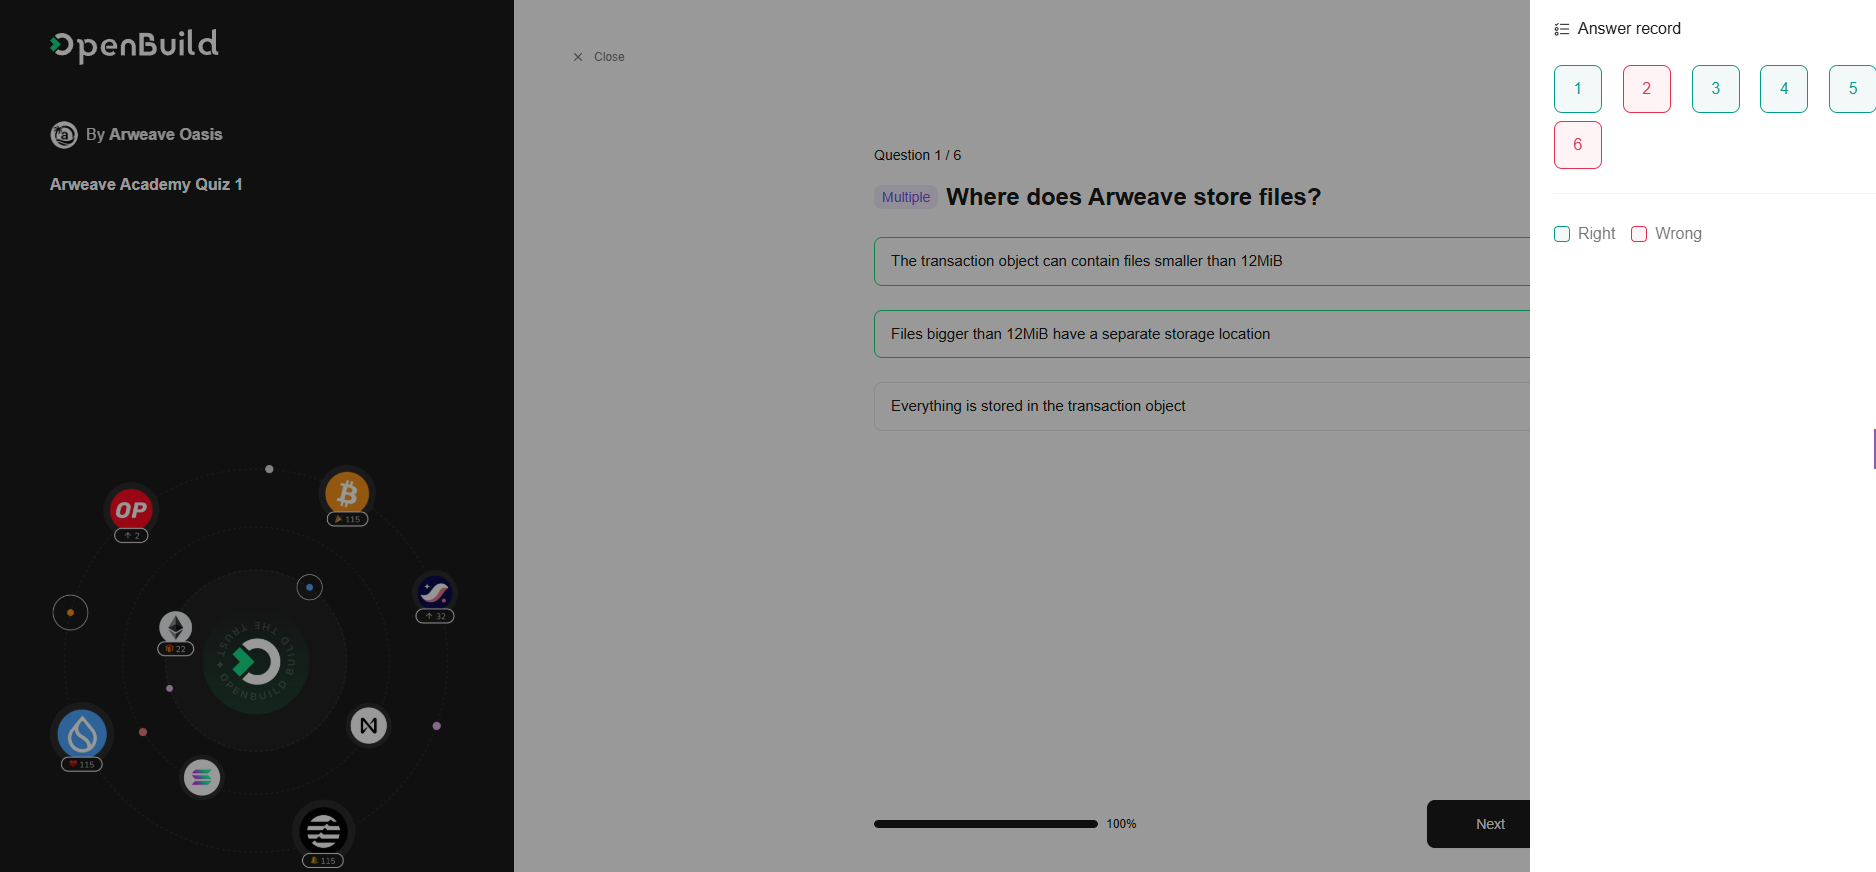 OpenBuild
By Arweave Oasis
Arweave Academy Quiz 1
OP
2
115
32
22
BUILD THE TRUST
OPENBUILD
115
115
Close
Question 1 / 6
Multiple Where does Arweave store files?
The transaction object can contain files smaller than 12MiB
Files bigger than 12MiB have a separate storage location
Everything is stored in the transaction object
100%
Next
Answer record
1 2 3 4 5
6
Right Wrong